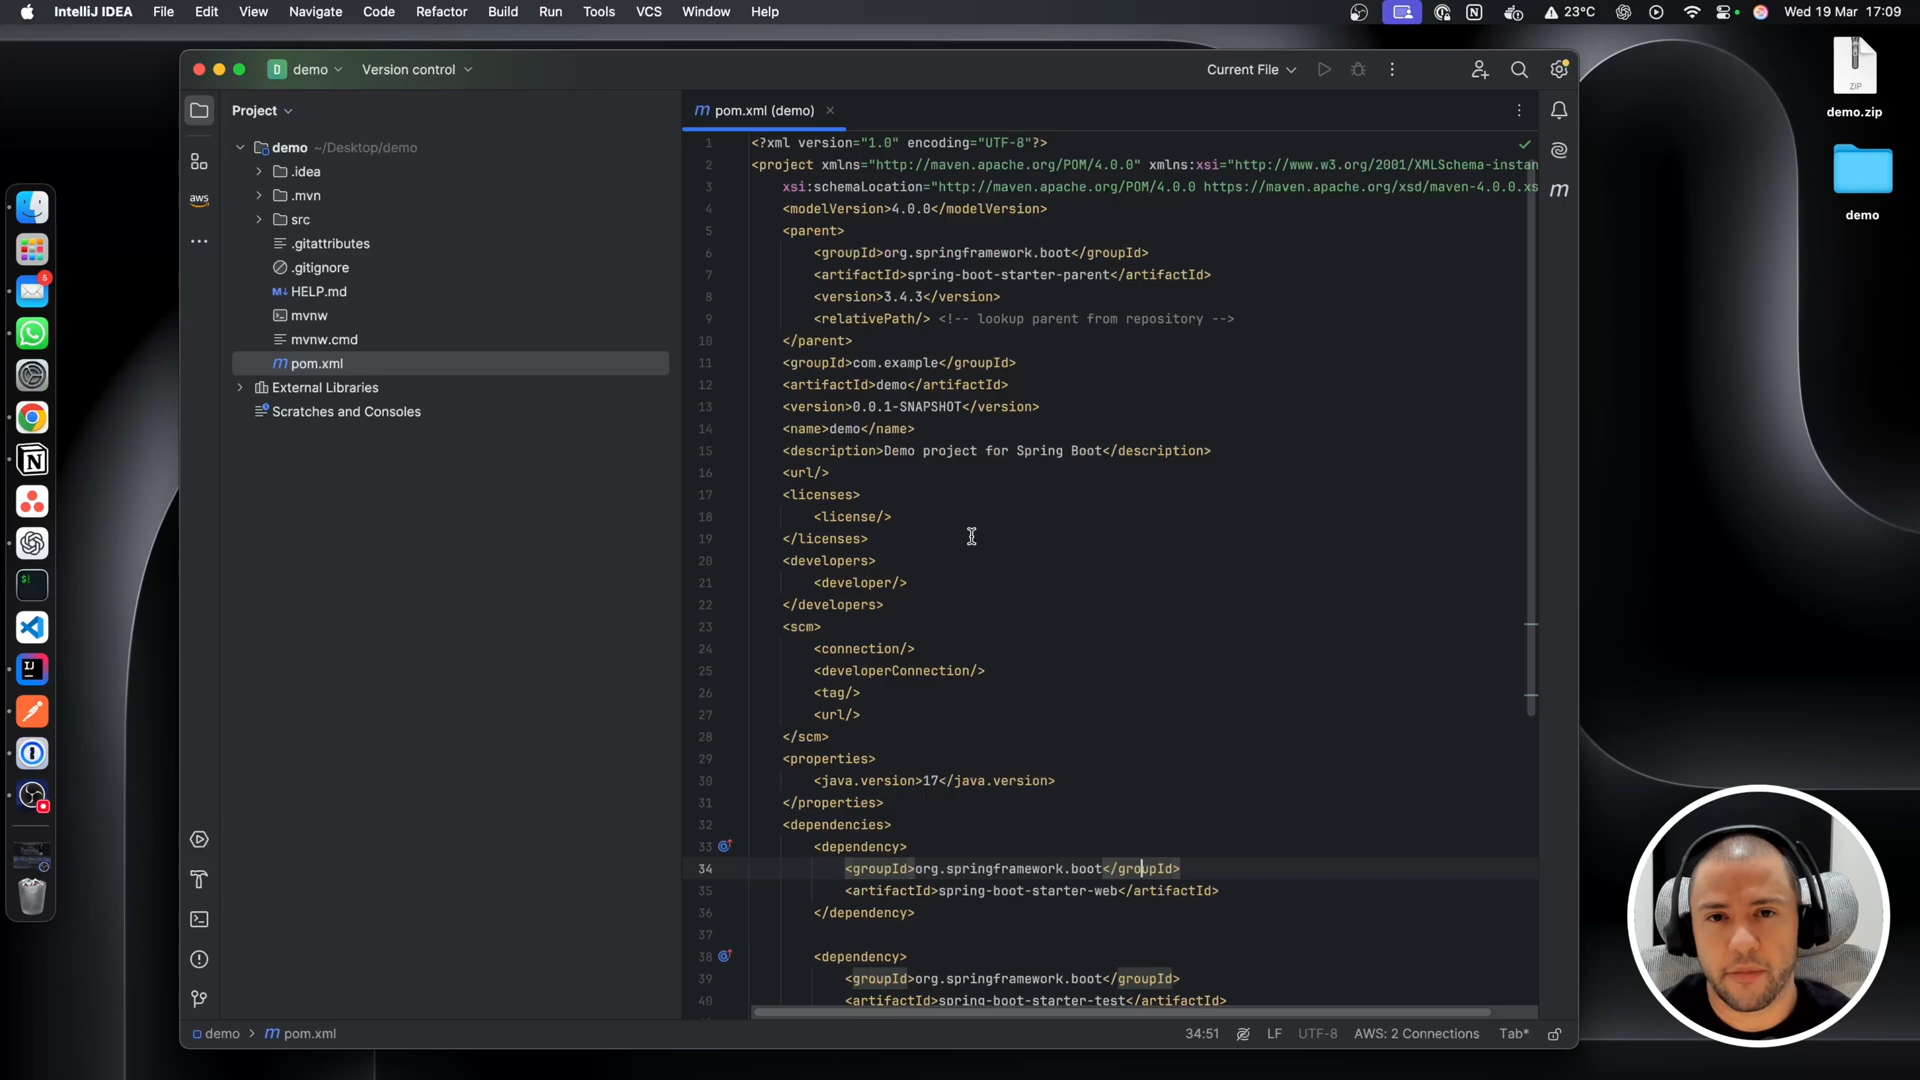 IntelliJ IDEA File Edit View Navigate Code Refactor Build Run Tools VCS Window Help 23°C Wed 19 Mar 17:09
D demo Version control Current File
ZIP
demo.zip
demo
Project
demo ~/Desktop/demo
.idea
.mvn
src
.gitattributes
.gitignore
M↓ HELP.md
mvnw
mvnw.cmd
m pom.xml
External Libraries
Scratches and Consoles
aws
m pom.xml (demo)
m
1 <?xml version="1.0" encoding="UTF-8"?>
2 <project xmlns="http://maven.apache.org/POM/4.0.0" xmlns:xsi="http://www.w3.org/2001/XMLSchema-instan
3 xsi:schemaLocation="http://maven.apache.org/POM/4.0.0 https://maven.apache.org/xsd/maven-4.0.0.xs
4 <modelVersion>4.0.0</modelVersion>
5 <parent>
6 <groupId>org.springframework.boot</groupId>
7 <artifactId>spring-boot-starter-parent</artifactId>
8 <version>3.4.3</version>
9 <relativePath/> <!-- lookup parent from repository -->
10 </parent>
11 <groupId>com.example</groupId>
12 <artifactId>demo</artifactId>
13 <version>0.0.1-SNAPSHOT</version>
14 <name>demo</name>
15 <description>Demo project for Spring Boot</description>
16 <url/>
17 <licenses>
18 <license/>
19 </licenses>
20 <developers>
21 <developer/>
22 </developers>
23 <scm>
24 <connection/>
25 <developerConnection/>
26 <tag/>
27 <url/>
28 </scm>
29 <properties>
30 <java.version>17</java.version>
31 </properties>
32 <dependencies>
33 <dependency>
34 <groupId>org.springframework.boot</groupId>
35 <artifactId>spring-boot-starter-web</artifactId>
36 </dependency>
37
38 <dependency>
39 <groupId>org.springframework.boot</groupId>
40 <artifactId>spring-boot-starter-test</artifactId>
demo > m pom.xml 34:51 LF UTF-8 AWS: 2 Connections Tab*